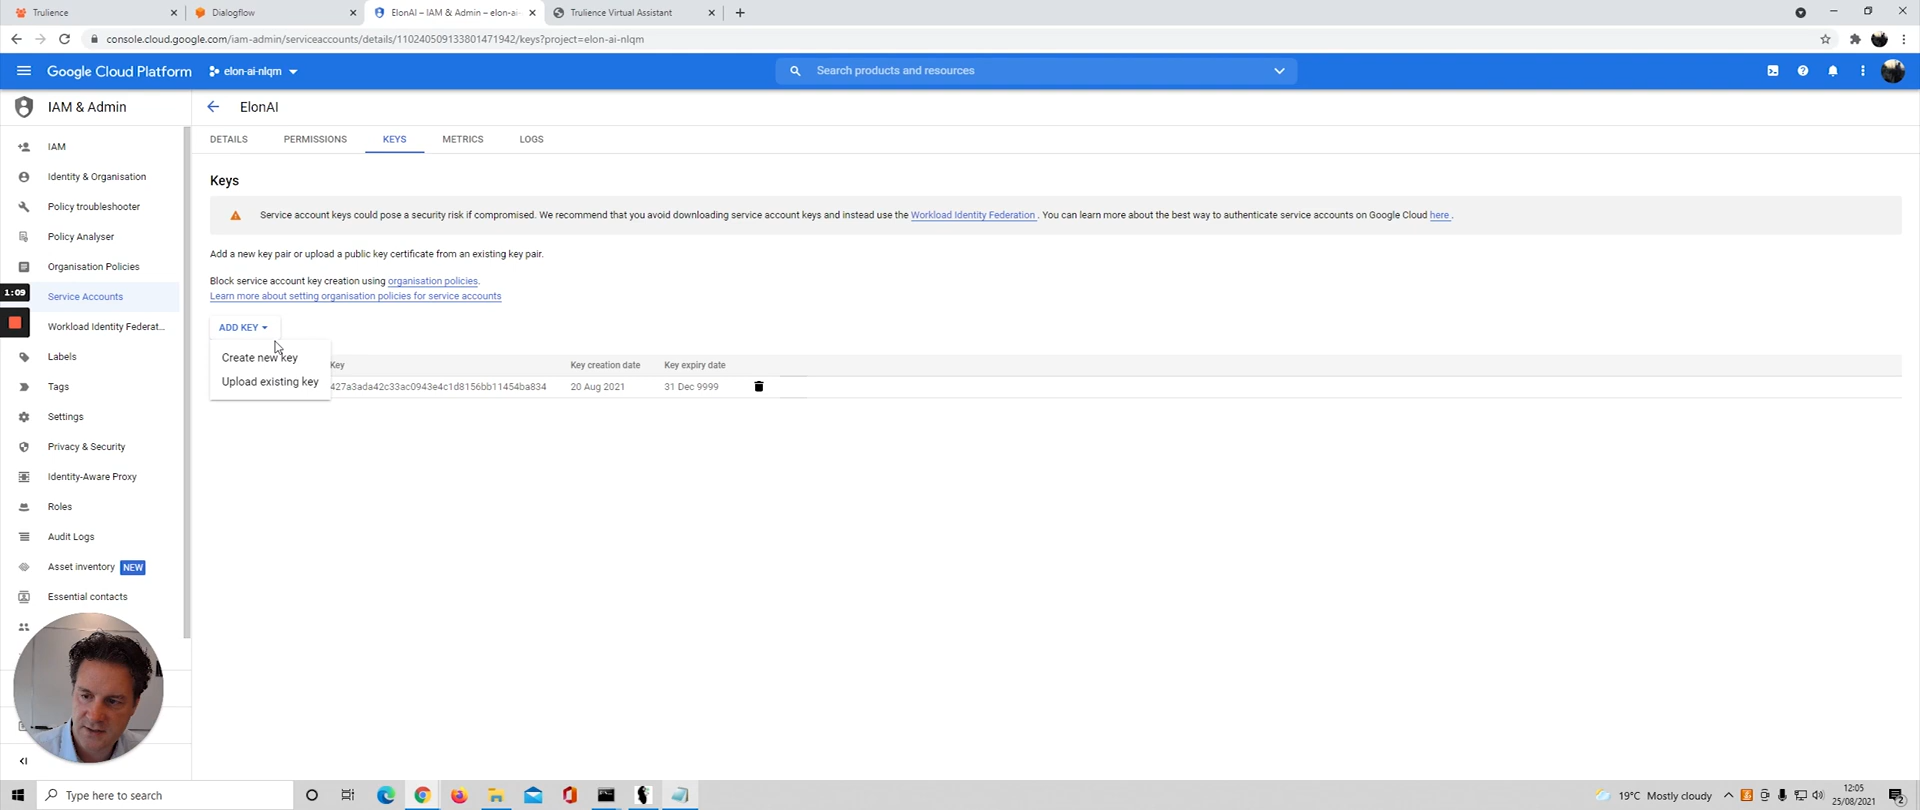 Trulience
Dialogflow
ElonAI – IAM & Admin – elon-ai-
Trulience Virtual Assistant
console.cloud.google.com/iam-admin/serviceaccounts/details/110240509133801471942/keys?project=elon-ai-nlqm
Google Cloud Platform
elon-ai-nlqm
Search products and resources
IAM & Admin
ElonAI
DETAILS
PERMISSIONS
KEYS
METRICS
LOGS
IAM
Identity & Organisation
Policy troubleshooter
Policy Analyser
Organisation Policies
Service Accounts
Workload Identity Federat...
Labels
Tags
Settings
Privacy & Security
Identity-Aware Proxy
Roles
Audit Logs
Asset inventory NEW
Essential contacts
1:09
Keys
Service account keys could pose a security risk if compromised. We recommend that you avoid downloading service account keys and instead use the Workload Identity Federation . You can learn more about the best way to authenticate service accounts on Google Cloud here .
Add a new key pair or upload a public key certificate from an existing key pair.
Block service account key creation using organisation policies.
Learn more about setting organisation policies for service accounts
ADD KEY
Create new key
Upload existing key
Key
Key creation date
Key expiry date
427a3ada42c33ac0943e4c1d8156bb11454ba834
20 Aug 2021
31 Dec 9999
Type here to search
19°C Mostly cloudy
12:05
25/08/2021
2